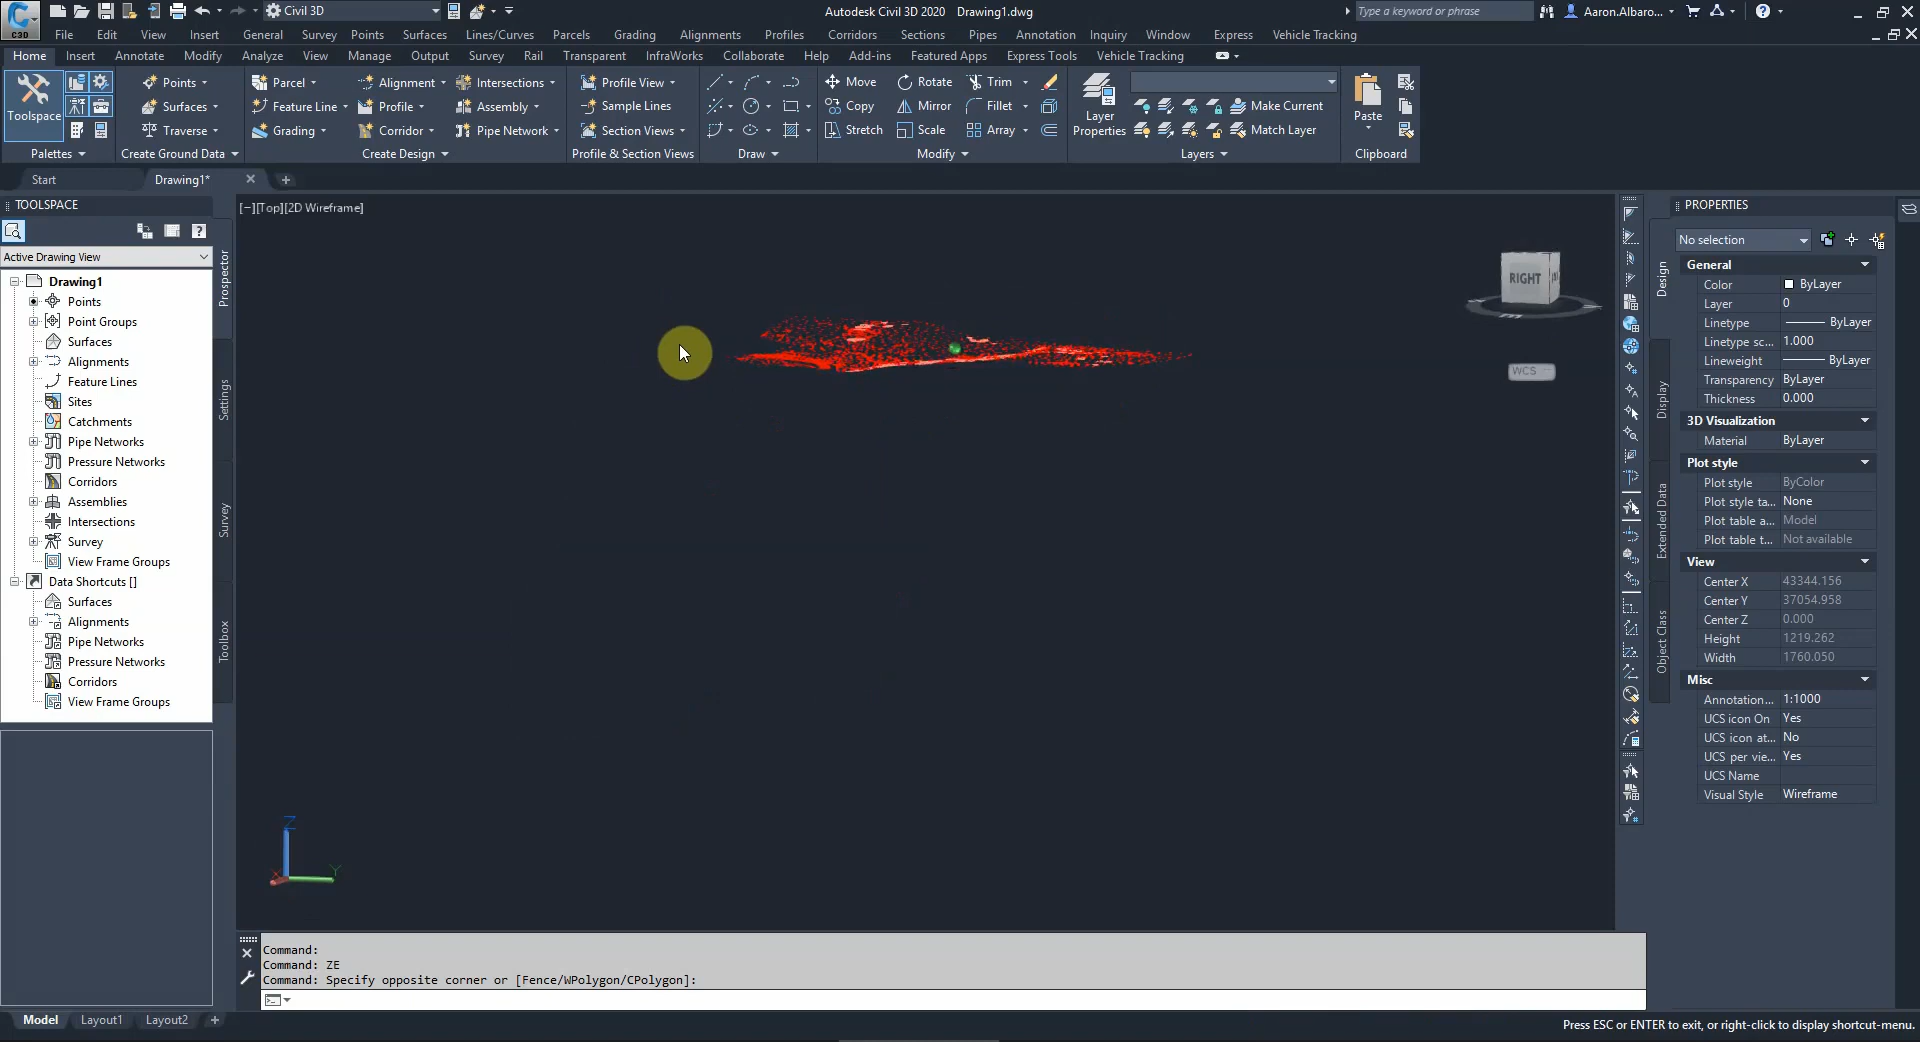 Civil 3D
Autodesk Civil 3D 2020 Drawing1.dwg
Type a keyword or phrase
Aaron.Albaro...
C3D
File Edit View Insert General Survey Points Surfaces Lines/Curves Parcels Grading Alignments Profiles Corridors Sections Pipes Annotation Inquiry Window Express Vehicle Tracking
Home Insert Annotate Modify Analyze View Manage Output Survey Rail Transparent InfraWorks Collaborate Help Add-ins Featured Apps Express Tools Vehicle Tracking
Points Parcel Alignment Intersections Profile View Move Rotate Trim
Toolspace Surfaces Feature Line Profile Assembly Sample Lines Copy Mirror Fillet Layer Properties Make Current Paste
Traverse Grading Corridor Pipe Network Section Views Stretch Scale Array Match Layer
Palettes Create Ground Data Create Design Profile & Section Views Draw Modify Layers Clipboard
Start Drawing1*
TOOLSPACE
Active Drawing View
Drawing1
Points
Point Groups
Surfaces
Alignments
Feature Lines
Sites
Catchments
Pipe Networks
Pressure Networks
Corridors
Assemblies
Intersections
Survey
View Frame Groups
Data Shortcuts []
Surfaces
Alignments
Pipe Networks
Pressure Networks
Corridors
View Frame Groups
Prospector
Settings
Survey
Toolbox
[−][Top][2D Wireframe]
RIGHT
WCS
Z
Y
X
PROPERTIES
No selection
Design
Display
Extended Data
Object Class
General
Color ByLayer
Layer 0
Linetype ByLayer
Linetype sc... 1.000
Lineweight ByLayer
Transparency ByLayer
Thickness 0.000
3D Visualization
Material ByLayer
Plot style
Plot style ByColor
Plot style ta... None
Plot table a... Model
Plot table t... Not available
View
Center X 43344.156
Center Y 37054.958
Center Z 0.000
Height 1219.262
Width 1760.050
Misc
Annotation... 1:1000
UCS icon On Yes
UCS icon at... No
UCS per vie... Yes
UCS Name
Visual Style Wireframe
Command:
Command: ZE
Command: Specify opposite corner or [Fence/WPolygon/CPolygon]:
Model Layout1 Layout2
Press ESC or ENTER to exit, or right-click to display shortcut-menu.